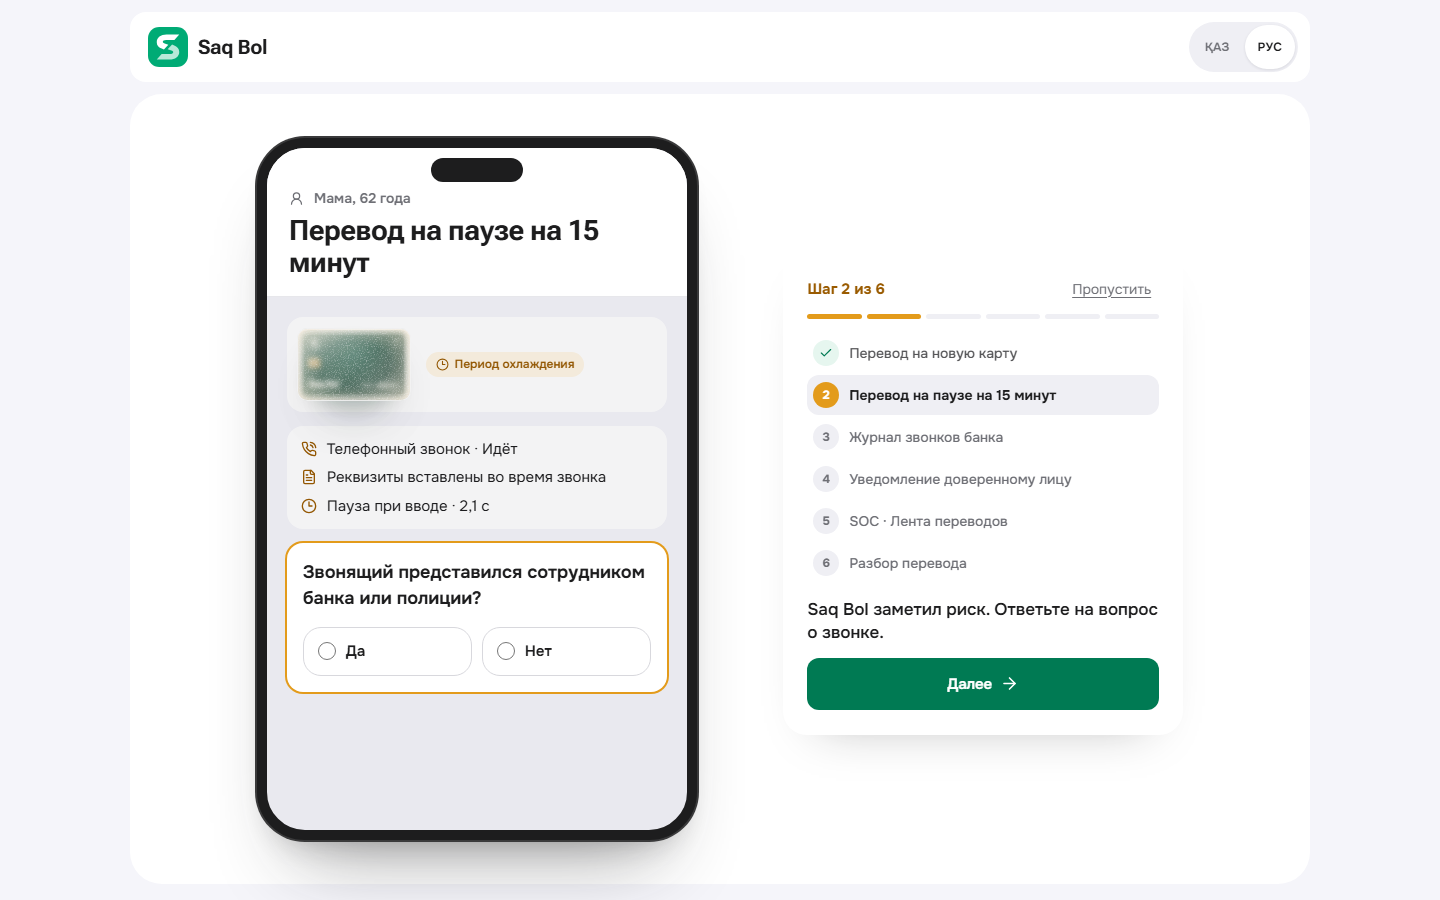 Saq Bol
ҚАЗ
РУС
Мама, 62 года
Перевод на паузе на 15
минут
Период охлаждения
Телефонный звонок · Идёт
Реквизиты вставлены во время звонка
Пауза при вводе · 2,1 с
Звонящий представился сотрудником
банка или полиции?
Да
Нет
Шаг 2 из 6
Пропустить
Перевод на новую карту
2 Перевод на паузе на 15 минут
3 Журнал звонков банка
4 Уведомление доверенному лицу
5 SOC · Лента переводов
6 Разбор перевода
Saq Bol заметил риск. Ответьте на вопрос
о звонке.
Далее